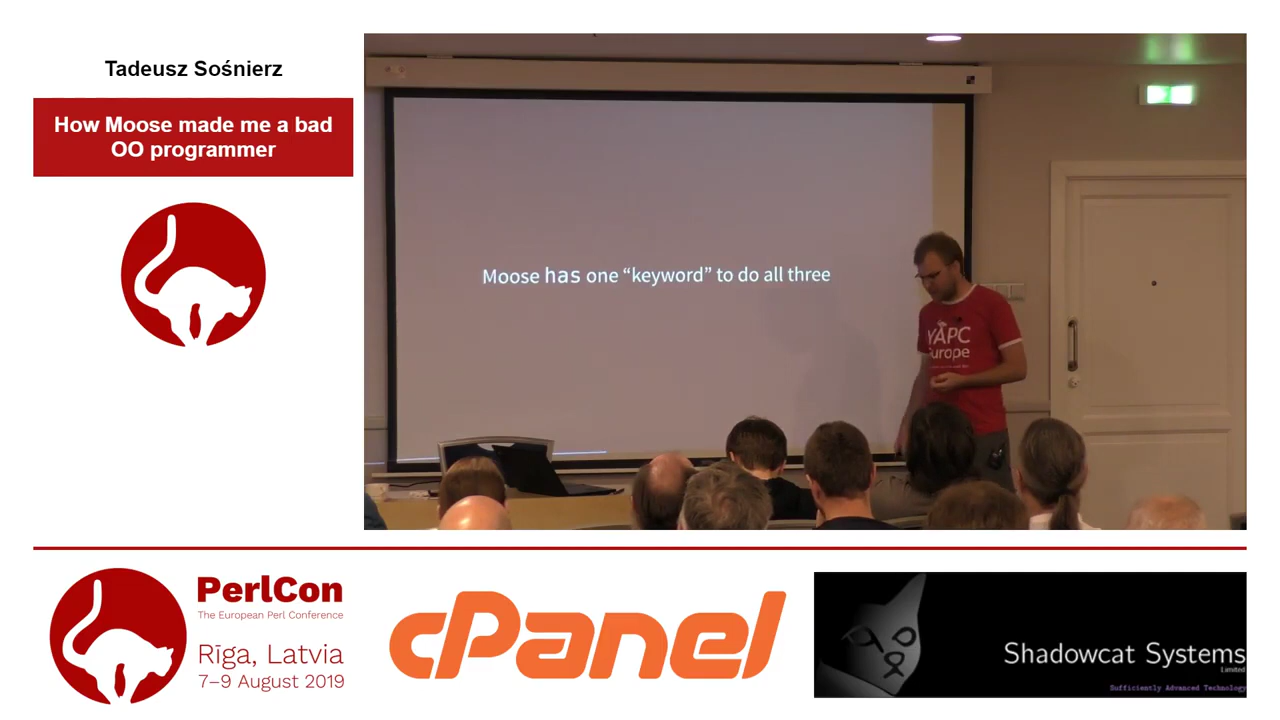 Tadeusz Sośnierz
How Moose made me a bad
OO programmer
Moose has one “keyword” to do all three
YAPC
Europe
PerlCon
The European Perl Conference
Rīga, Latvia
7–9 August 2019
cPanel
Shadowcat Systems
Limited
Sufficiently Advanced Technology